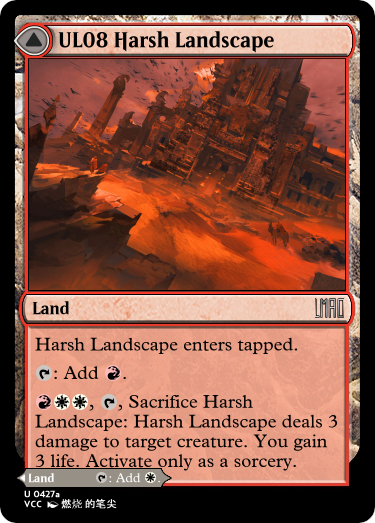 UL08 Harsh Landscape
Land
LMAO
Harsh Landscape enters tapped.
: Add .
, , Sacrifice Harsh
Landscape: Harsh Landscape deals 3
damage to target creature. You gain
3 life. Activate only as a sorcery.
Land : Add .
U 0427a
VCC 燃烧 的笔尖